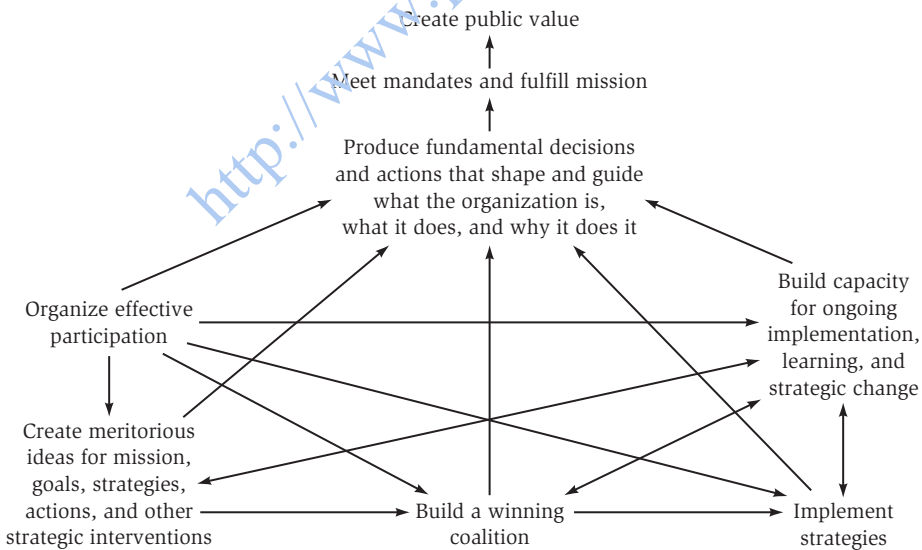 Create public value
Meet mandates and fulfill mission
Produce fundamental decisions
and actions that shape and guide
what the organization is,
what it does, and why it does it
Organize effective
participation
Build capacity
for ongoing
implementation,
learning, and
strategic change
Create meritorious
ideas for mission,
goals, strategies,
actions, and other
strategic interventions
Build a winning
coalition
Implement
strategies
http://www.